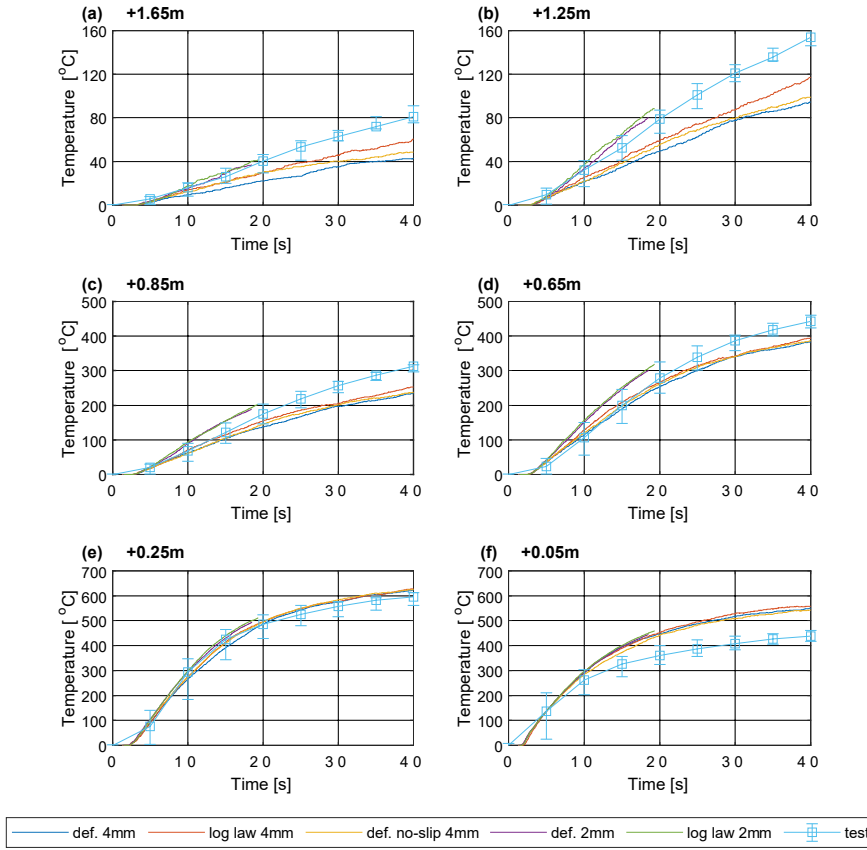 (a) +1.65m
(b) +1.25m
160
120
80
40
0
Temperature [°C]
0 10 20 30 40
Time [s]
160
120
80
40
0
Temperature [°C]
0 10 20 30 40
Time [s]
(c) +0.85m
(d) +0.65m
500
400
300
200
100
0
Temperature [°C]
0 10 20 30 40
Time [s]
500
400
300
200
100
0
Temperature [°C]
0 10 20 30 40
Time [s]
(e) +0.25m
(f) +0.05m
700
600
500
400
300
200
100
0
Temperature [°C]
0 10 20 30 40
Time [s]
700
600
500
400
300
200
100
0
Temperature [°C]
0 10 20 30 40
Time [s]
def. 4mm log law 4mm def. no-slip 4mm def. 2mm log law 2mm test